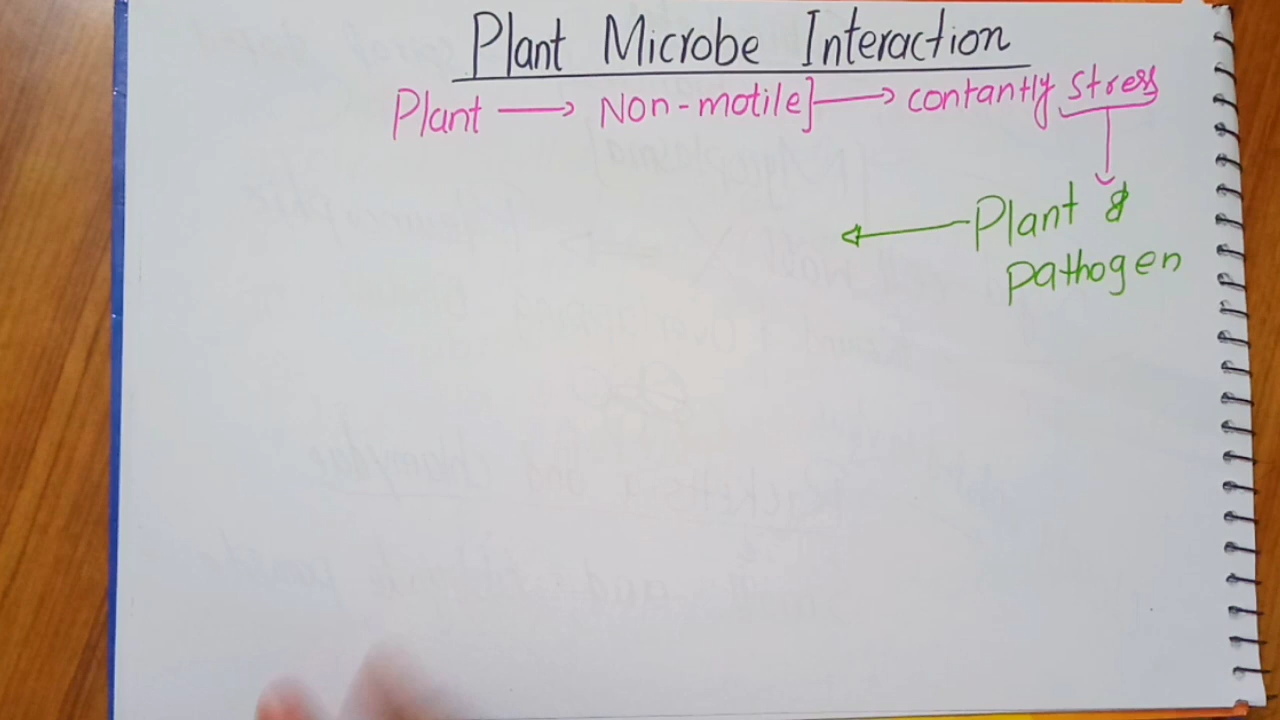 Plant Microbe Interaction
Plant → Non-motile] → contantly stress
Plant &
pathogen